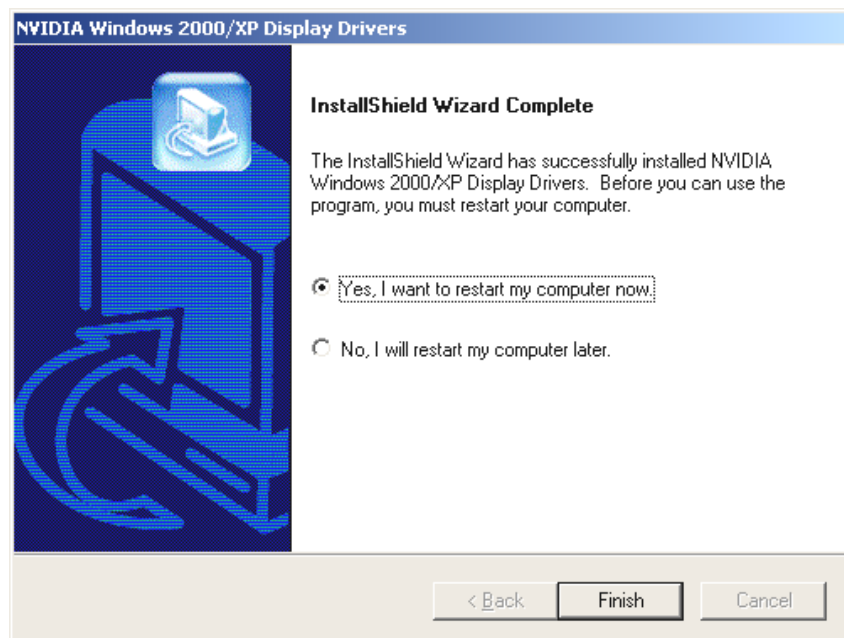 NVIDIA Windows 2000/XP Display Drivers
InstallShield Wizard Complete
The InstallShield Wizard has successfully installed NVIDIA
Windows 2000/XP Display Drivers.  Before you can use the
program, you must restart your computer.
Yes, I want to restart my computer now.
No, I will restart my computer later.
< Back
Finish
Cancel